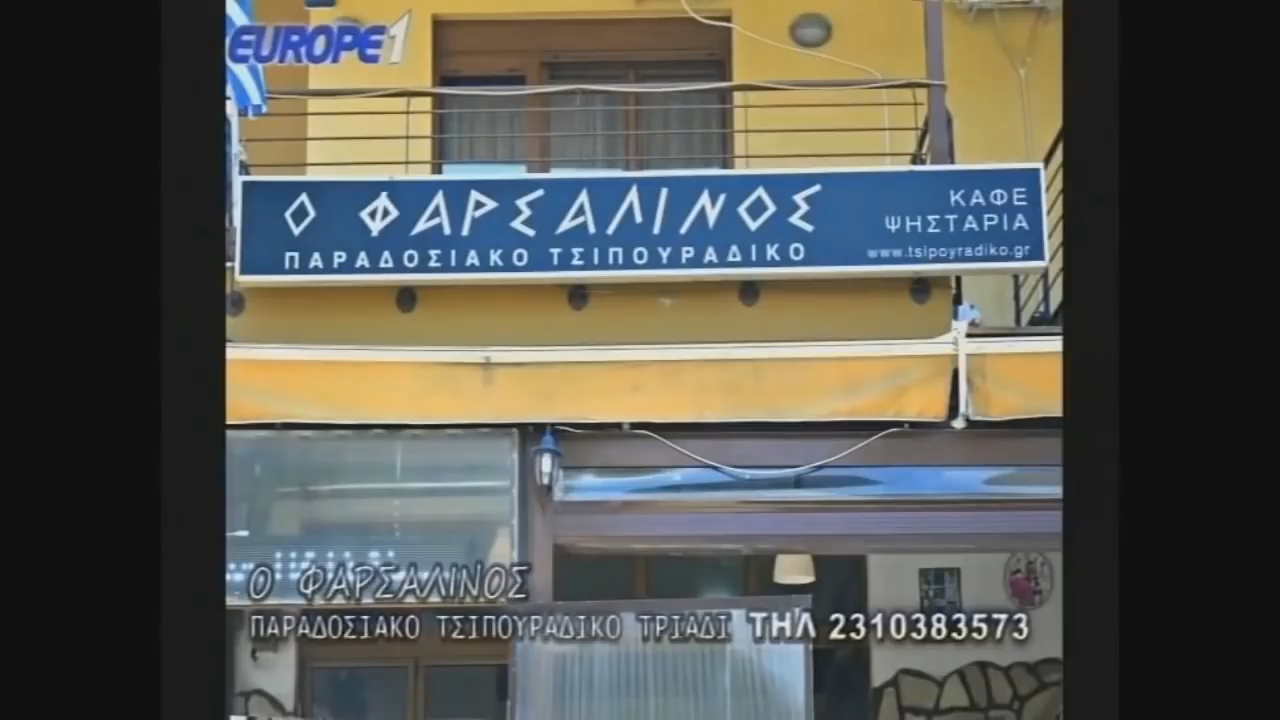 EUROPE1
Ο ΦΑΡΣΑΛΙΝΟΣ
ΠΑΡΑΔΟΣΙΑΚΟ ΤΣΙΠΟΥΡΑΔΙΚΟ
ΚΑΦΕ
ΨΗΣΤΑΡΙΑ
www.tsipoyradiko.gr
Ο ΦΑΡΣΑΛΙΝΟΣ
ΠΑΡΑΔΟΣΙΑΚΟ ΤΣΙΠΟΥΡΑΔΙΚΟ ΤΡΙΑΔΙ ΤΗΛ 2310383573